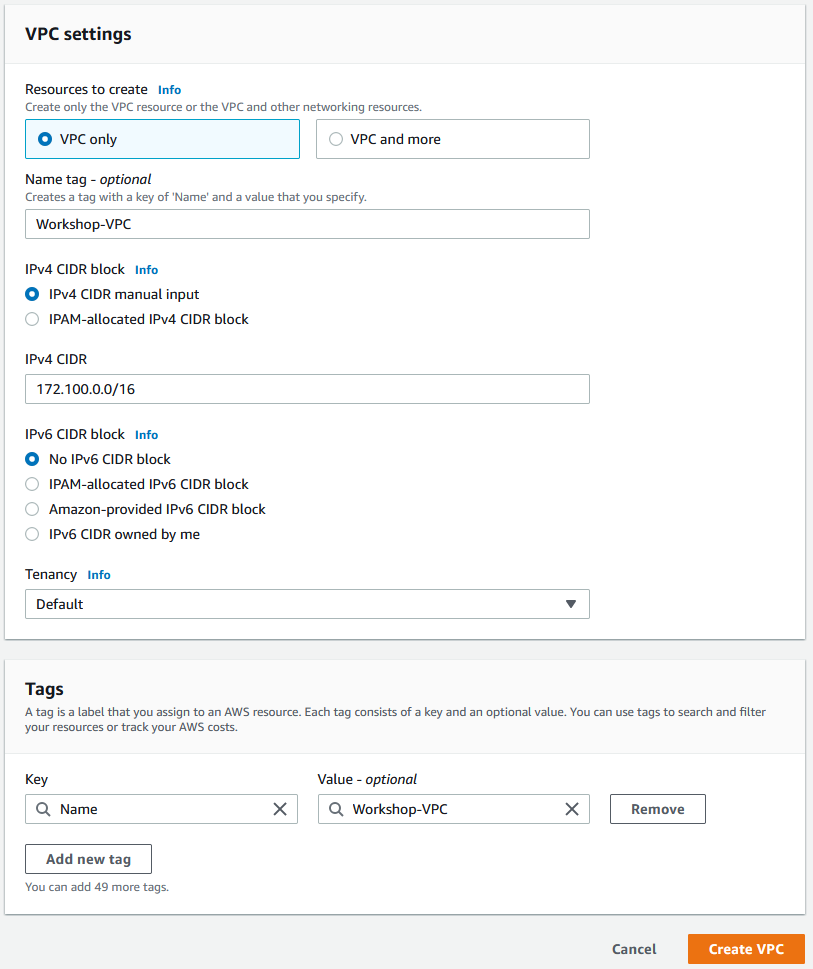 VPC settings
Resources to create Info
Create only the VPC resource or the VPC and other networking resources.
VPC only VPC and more
Name tag - optional
Creates a tag with a key of 'Name' and a value that you specify.
Workshop-VPC
IPv4 CIDR block Info
IPv4 CIDR manual input
IPAM-allocated IPv4 CIDR block
IPv4 CIDR
172.100.0.0/16
IPv6 CIDR block Info
No IPv6 CIDR block
IPAM-allocated IPv6 CIDR block
Amazon-provided IPv6 CIDR block
IPv6 CIDR owned by me
Tenancy Info
Default
Tags
A tag is a label that you assign to an AWS resource. Each tag consists of a key and an optional value. You can use tags to search and filter
your resources or track your AWS costs.
Key Value - optional
Name Workshop-VPC Remove
Add new tag
You can add 49 more tags.
Cancel Create VPC